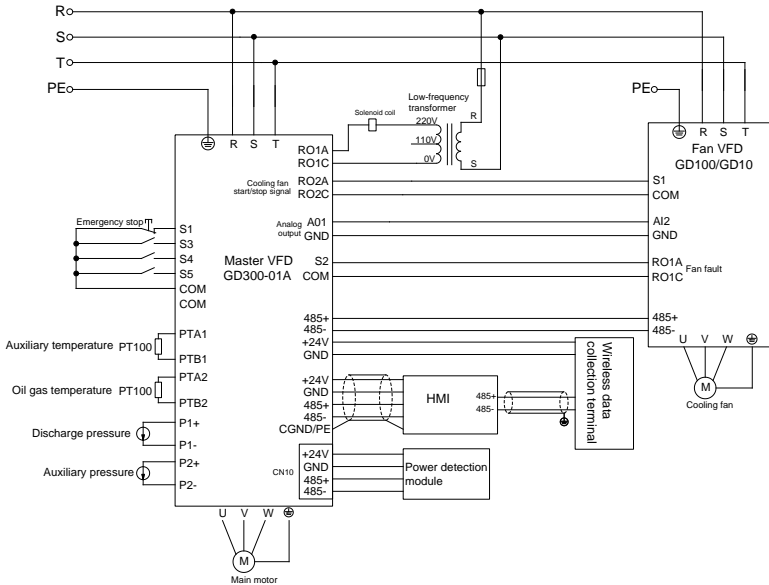 R
S
T
PE
Low-frequency
transformer
Solenoid coil
220V
110V
0V
R
S
PE
R S T
R S T
Fan VFD
GD100/GD10
RO1A
RO1C
Cooling fan
start/stop signal
RO2A
RO2C
S1
COM
Analog
output
A01
GND
AI2
GND
Emergency stop
S1
S3
S4
S5
COM
COM
Master VFD
GD300-01A
S2
COM
RO1A
RO1C
Fan fault
485+
485-
485+
485-
+24V
GND
Wireless data
collection terminal
U V W
M
Cooling fan
Auxiliary temperature PT100
PTA1
PTB1
Oil gas temperature PT100
PTA2
PTB2
Discharge pressure
P1+
P1-
Auxiliary pressure
P2+
P2-
+24V
GND
485+
485-
CGND/PE
HMI
485+
485-
CN10
+24V
GND
485+
485-
Power detection
module
U V W
M
Main motor